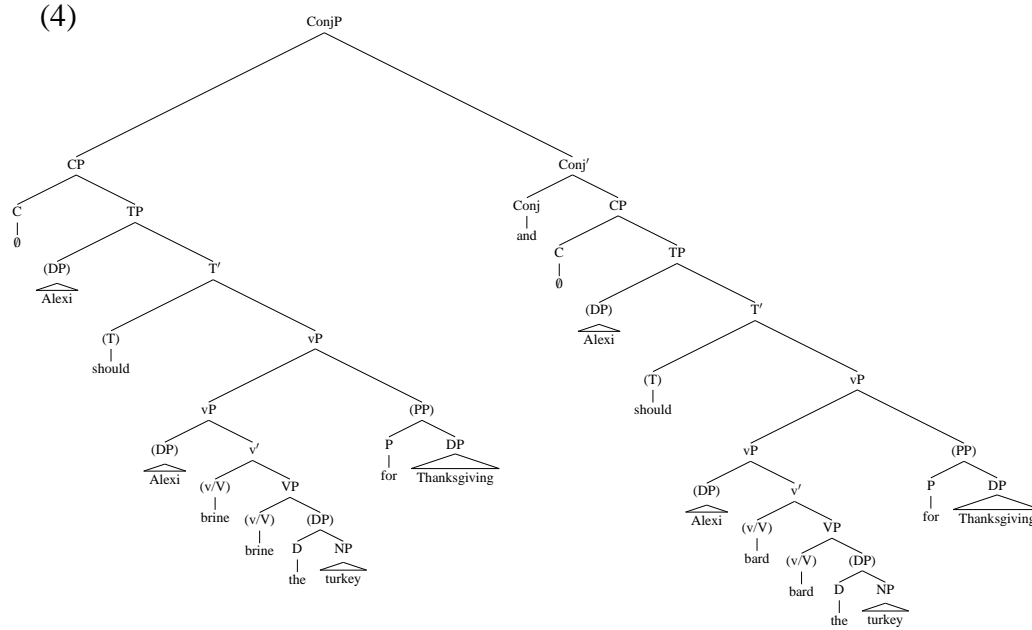 (4)
ConjP
CP Conj′
C TP Conj CP
∅ and
(DP) T′ C TP
Alexi ∅
(T) vP (DP) T′
should Alexi
vP (PP) (T) vP
should
(DP) v′ P DP vP (PP)
Alexi for Thanksgiving
(v/V) VP (DP) v′ P DP
brine Alexi for Thanksgiving
(v/V) (DP) (v/V) VP
brine bard
D NP (v/V) (DP)
the turkey bard
D NP
the turkey